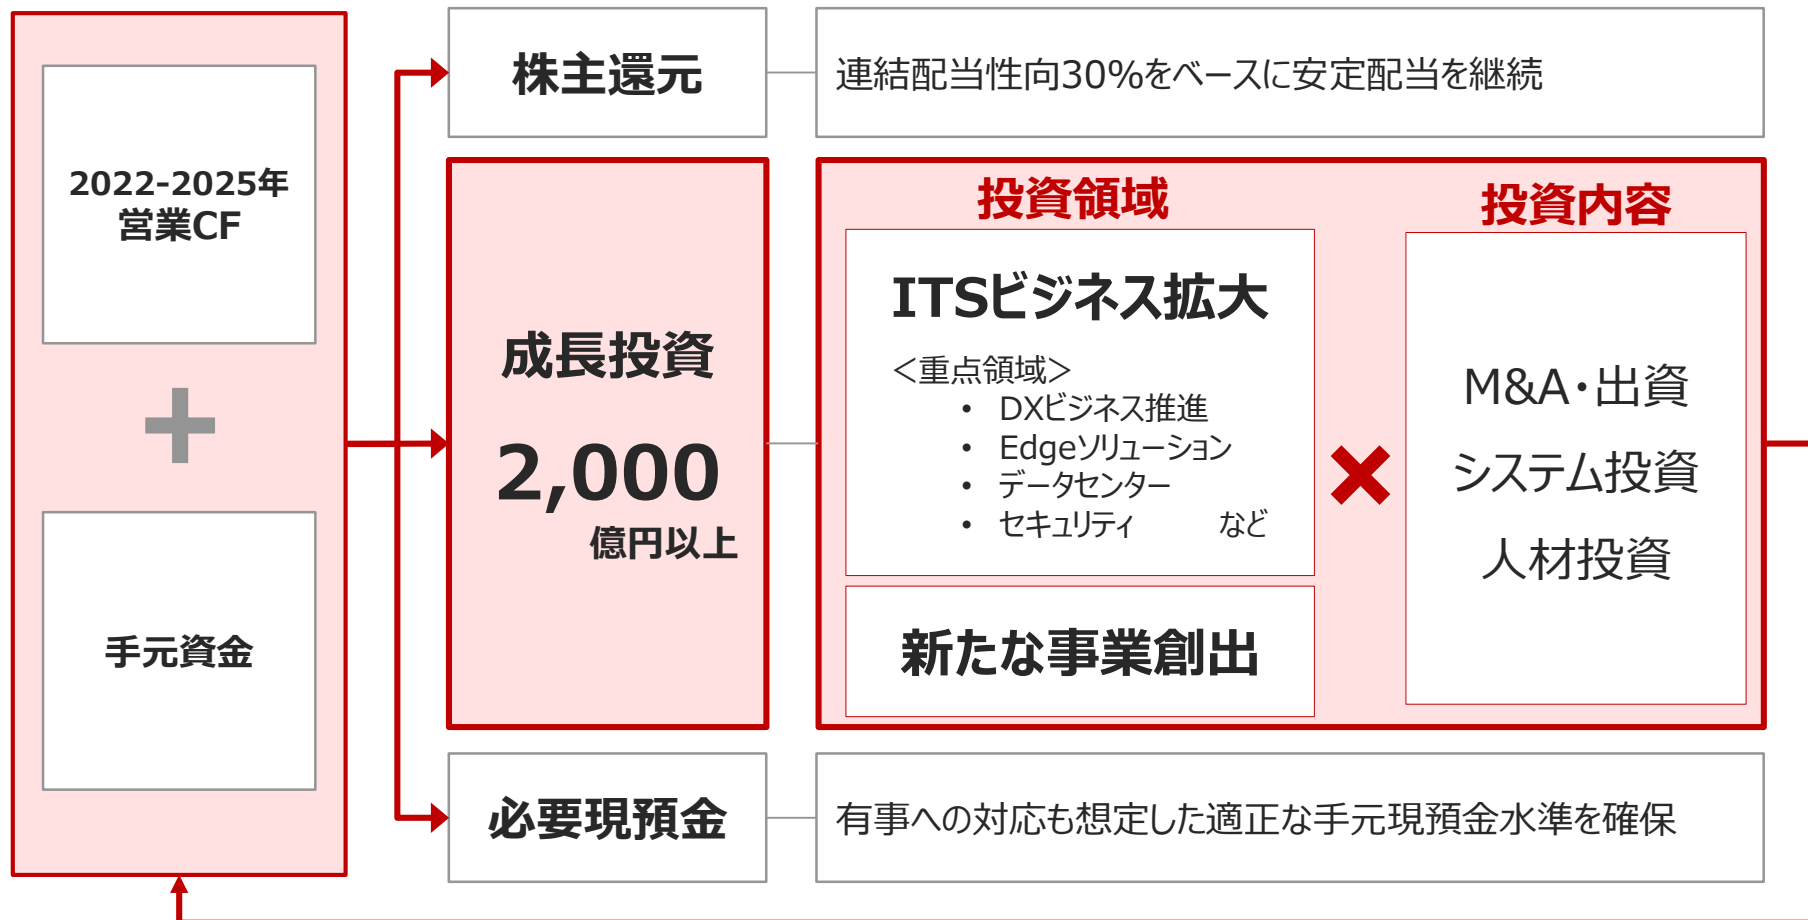 2022-2025年
営業CF
手元資金
株主還元
連結配当性向30%をベースに安定配当を継続
成長投資
2,000
億円以上
投資領域
ITSビジネス拡大
＜重点領域＞
• DXビジネス推進
• Edgeソリューション
• データセンター
• セキュリティ　など
新たな事業創出
投資内容
M&A・出資
システム投資
人材投資
必要現預金
有事への対応も想定した適正な手元現預金水準を確保